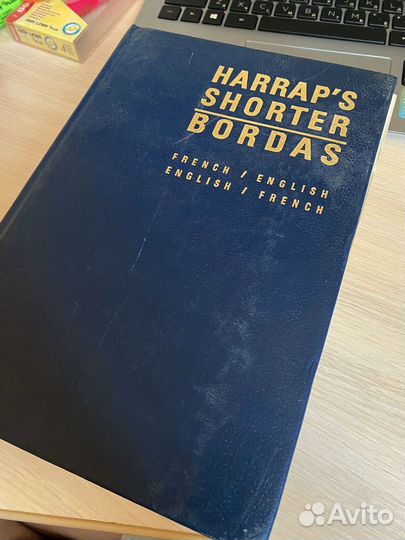 HARRAP'S
SHORTER
BORDAS
FRENCH / ENGLISH
ENGLISH / FRENCH
Avito